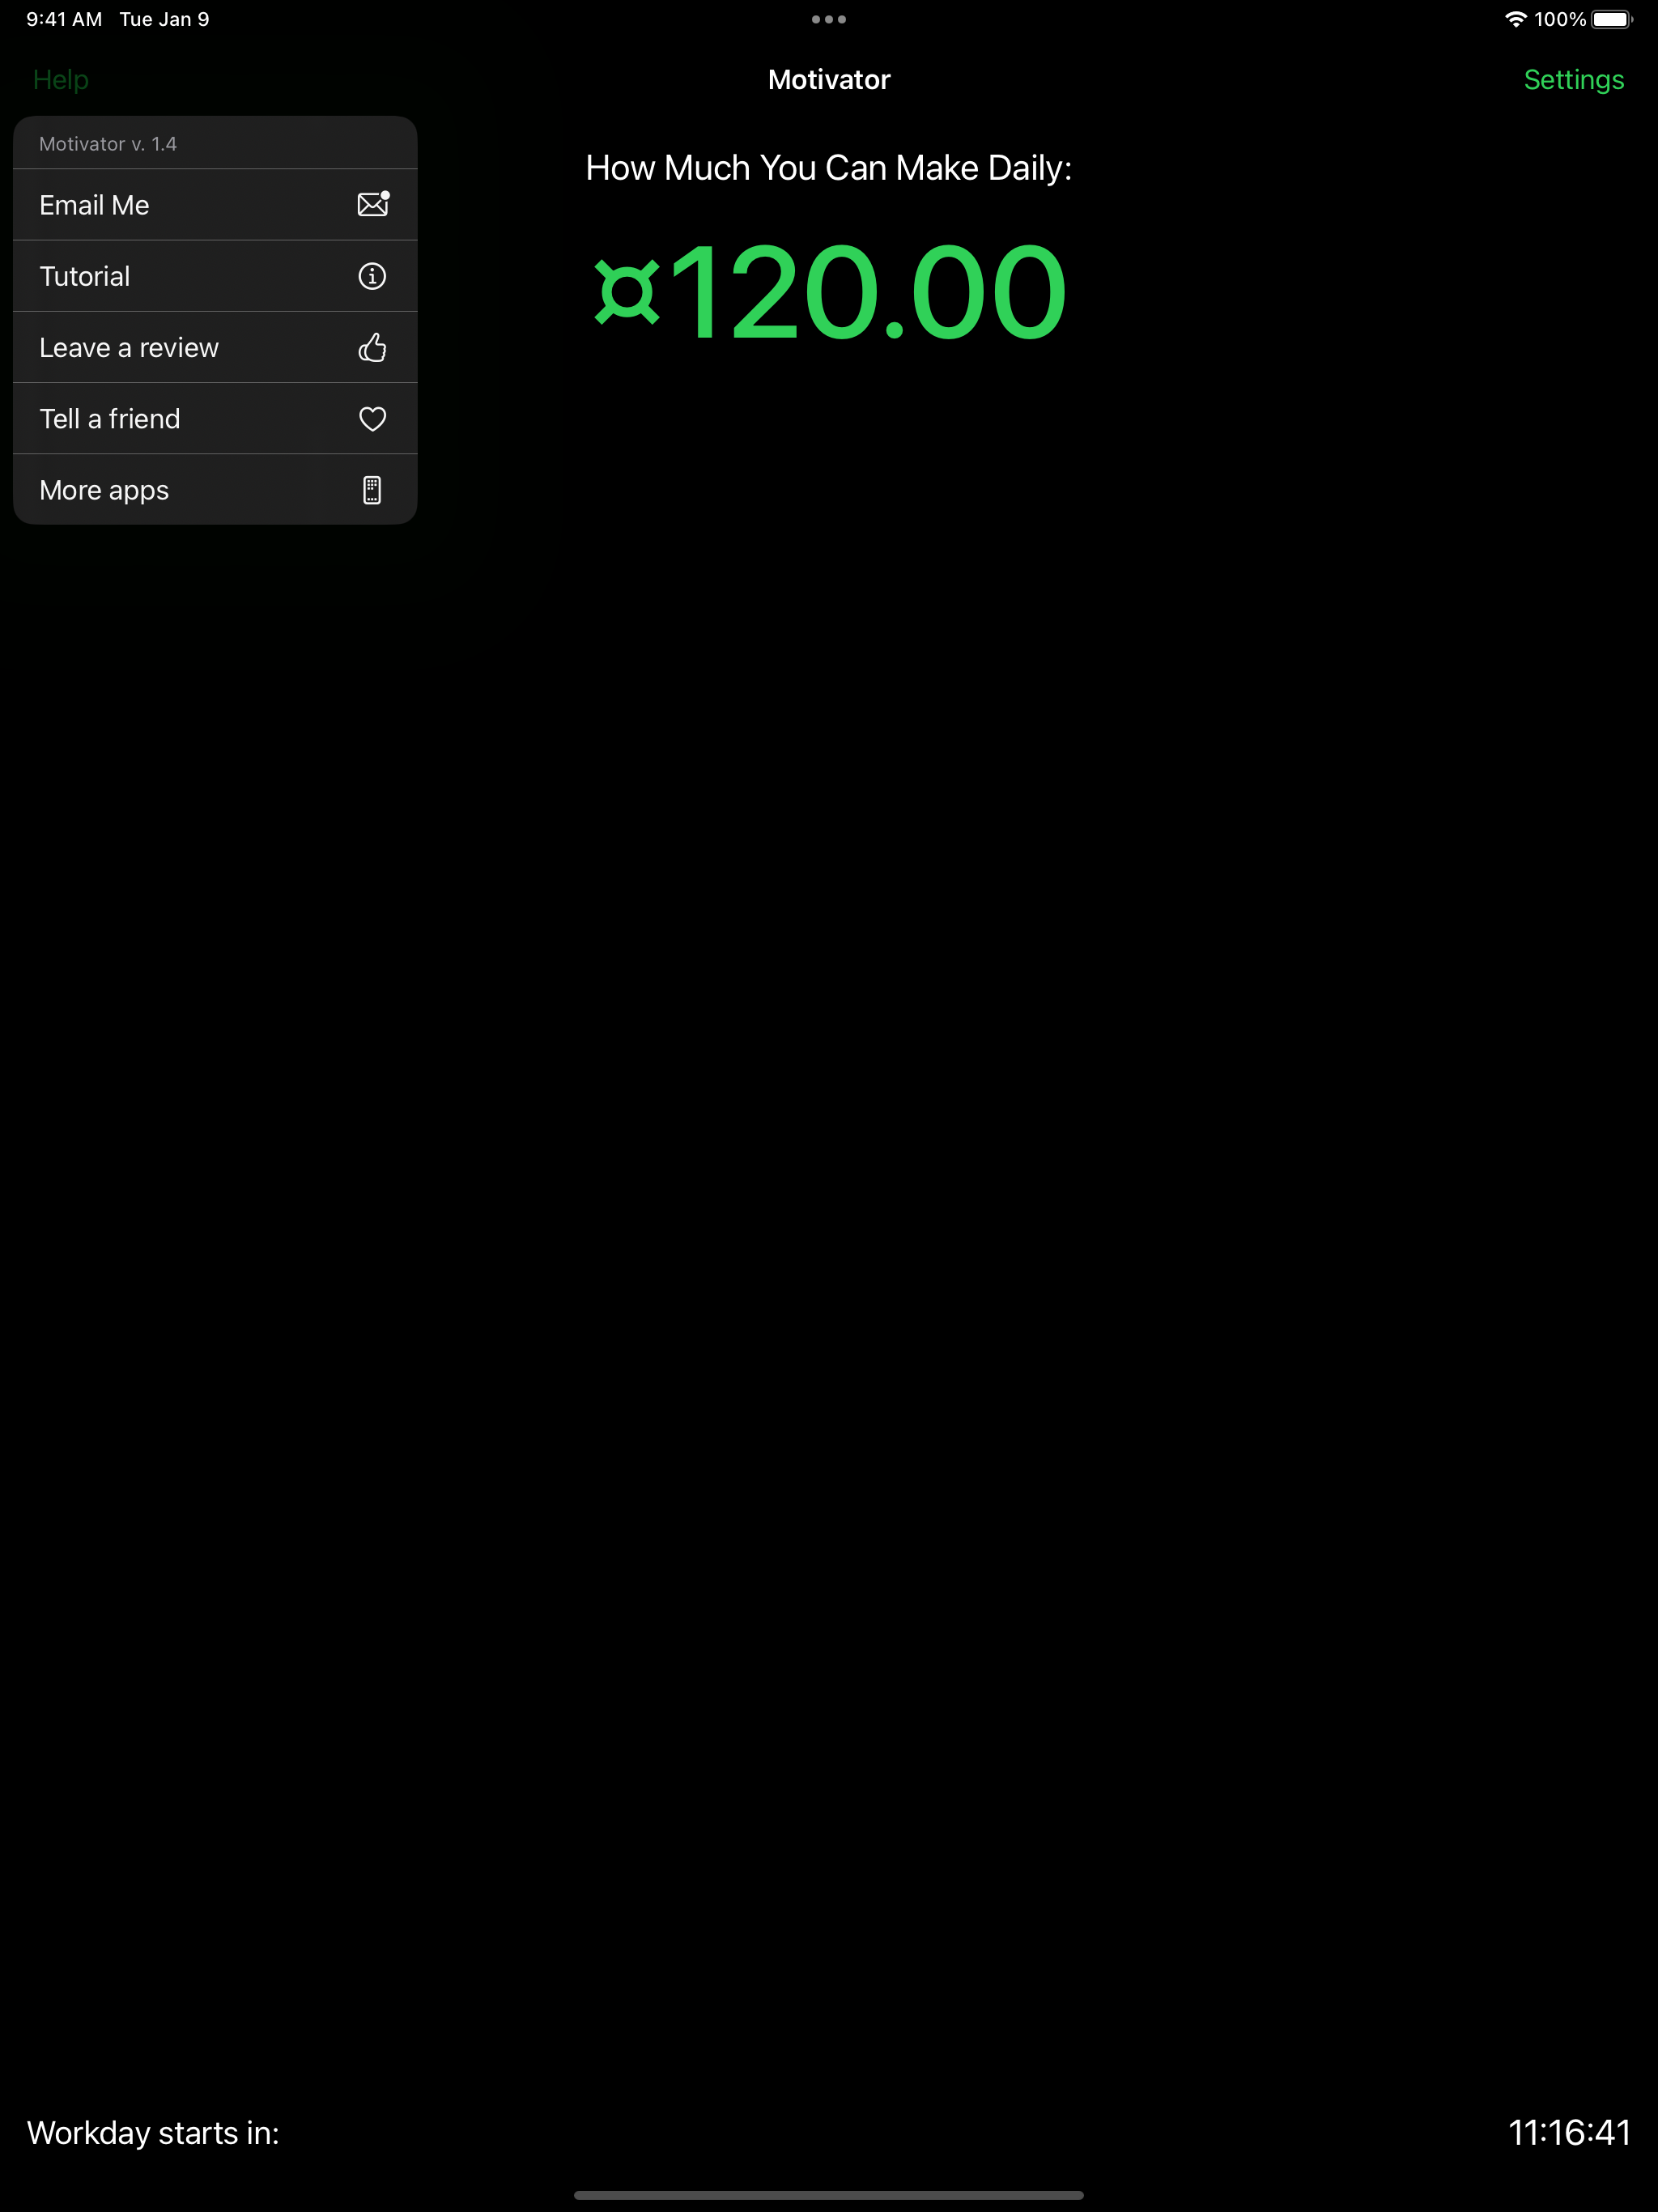 9:41 AM Tue Jan 9
100%
Help
Motivator
Settings
Motivator v. 1.4
Email Me
Tutorial
Leave a review
Tell a friend
More apps
How Much You Can Make Daily:
¤120.00
Workday starts in:
11:16:41